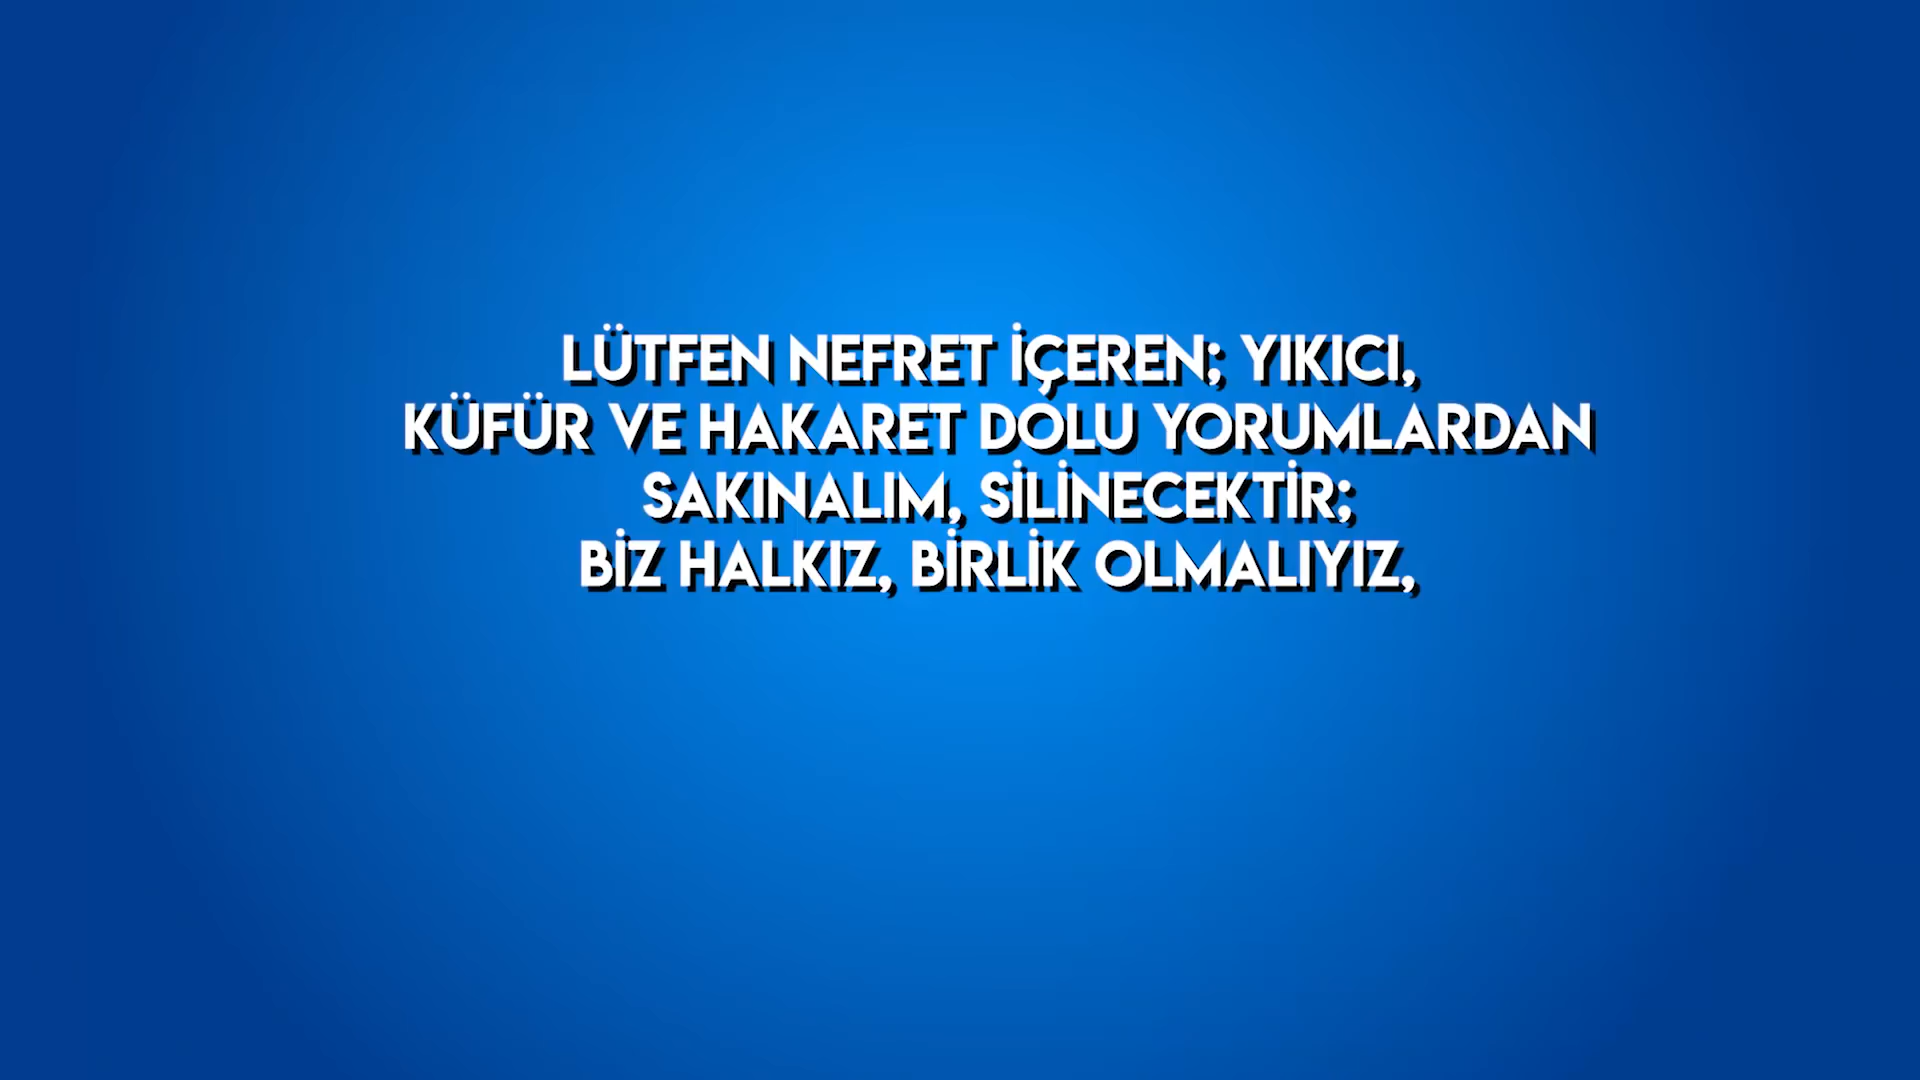 LÜTFEN NEFRET İÇEREN; YIKICI,
KÜFÜR VE HAKARET DOLU YORUMLARDAN
SAKINALIM, SİLİNECEKTİR;
BİZ HALKIZ, BİRLİK OLMALIYIZ,